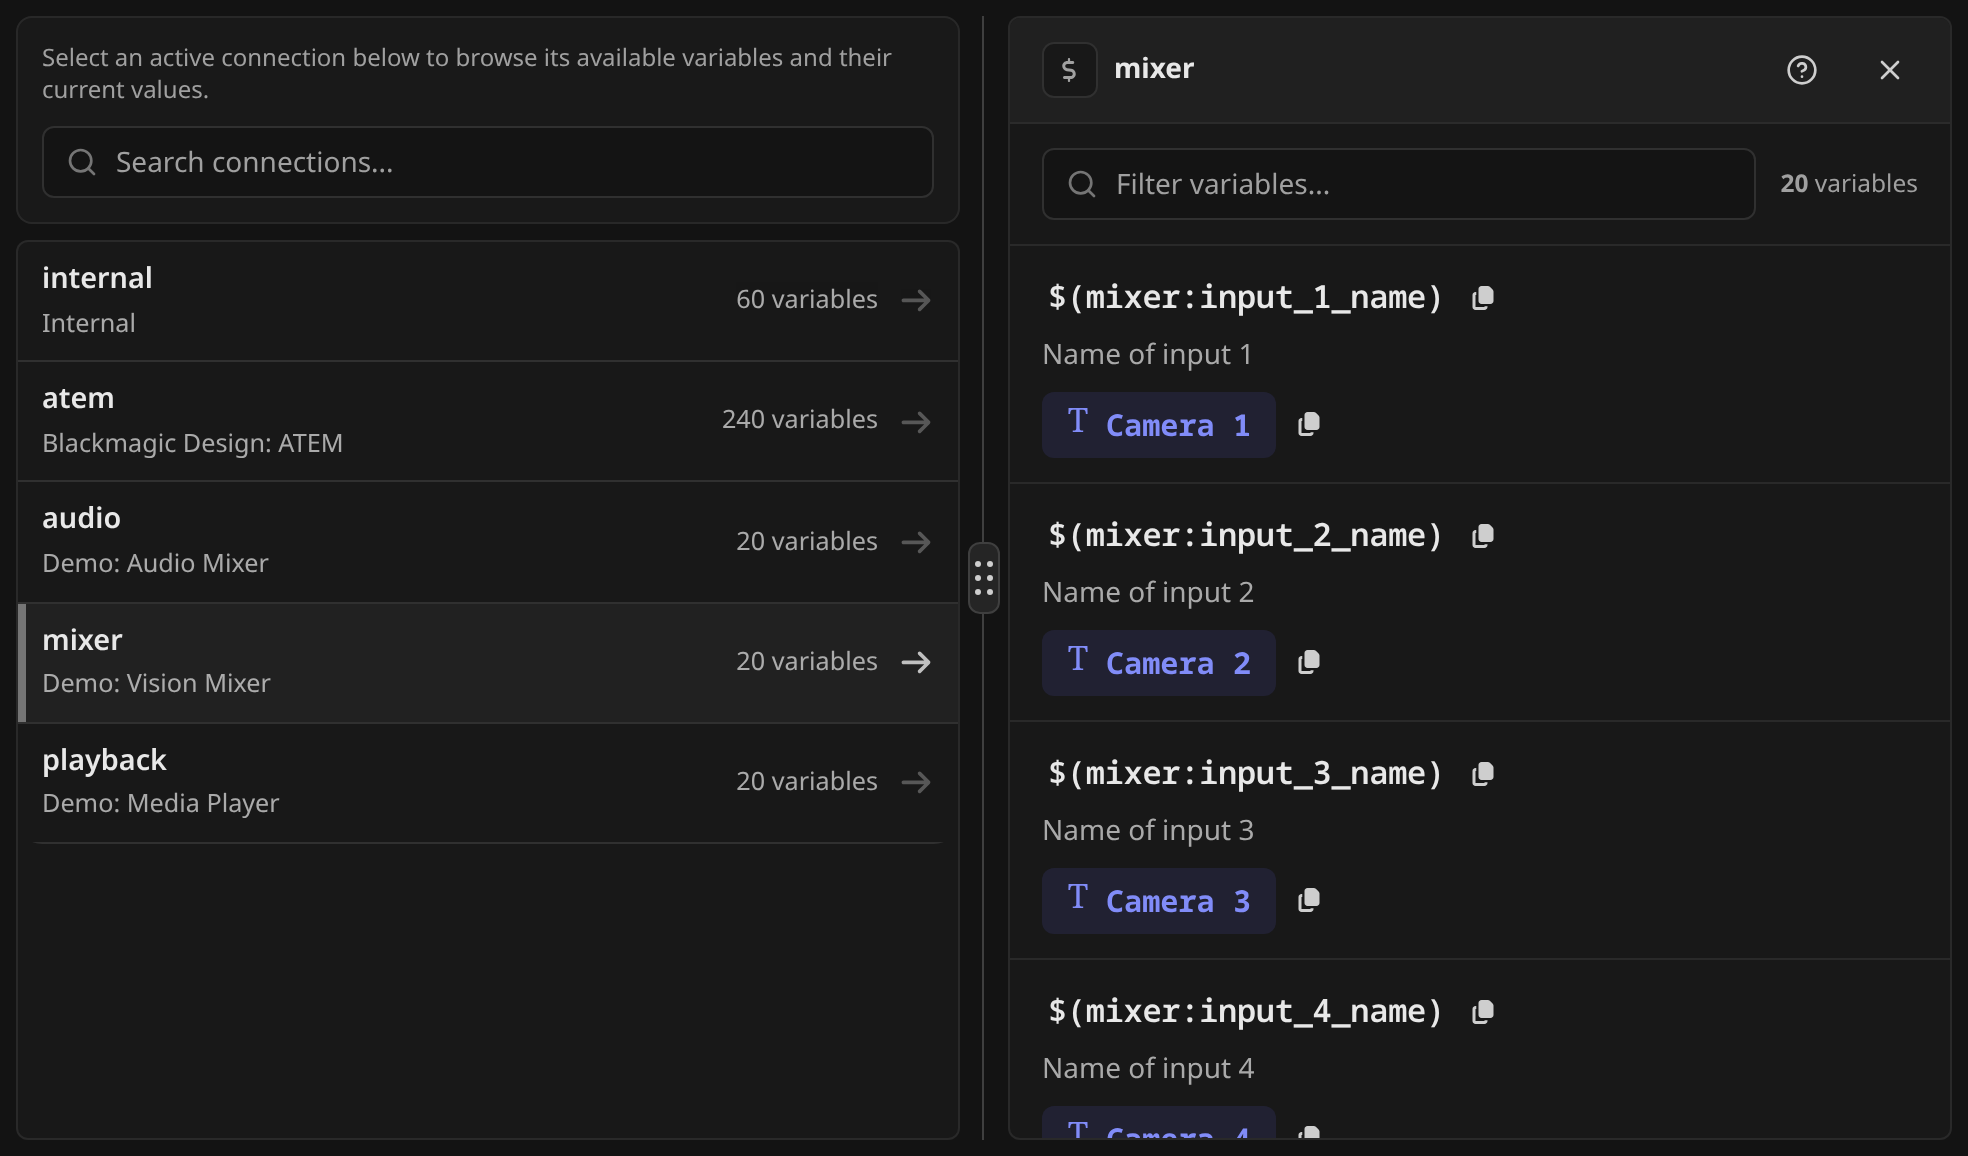 Select an active connection below to browse its available variables and their
current values.
Search connections...
internal
Internal
60 variables
atem
Blackmagic Design: ATEM
240 variables
audio
Demo: Audio Mixer
20 variables
mixer
Demo: Vision Mixer
20 variables
playback
Demo: Media Player
20 variables
$ mixer
Filter variables...
20 variables
$(mixer:input_1_name)
Name of input 1
T Camera 1
$(mixer:input_2_name)
Name of input 2
T Camera 2
$(mixer:input_3_name)
Name of input 3
T Camera 3
$(mixer:input_4_name)
Name of input 4
T Camera 4